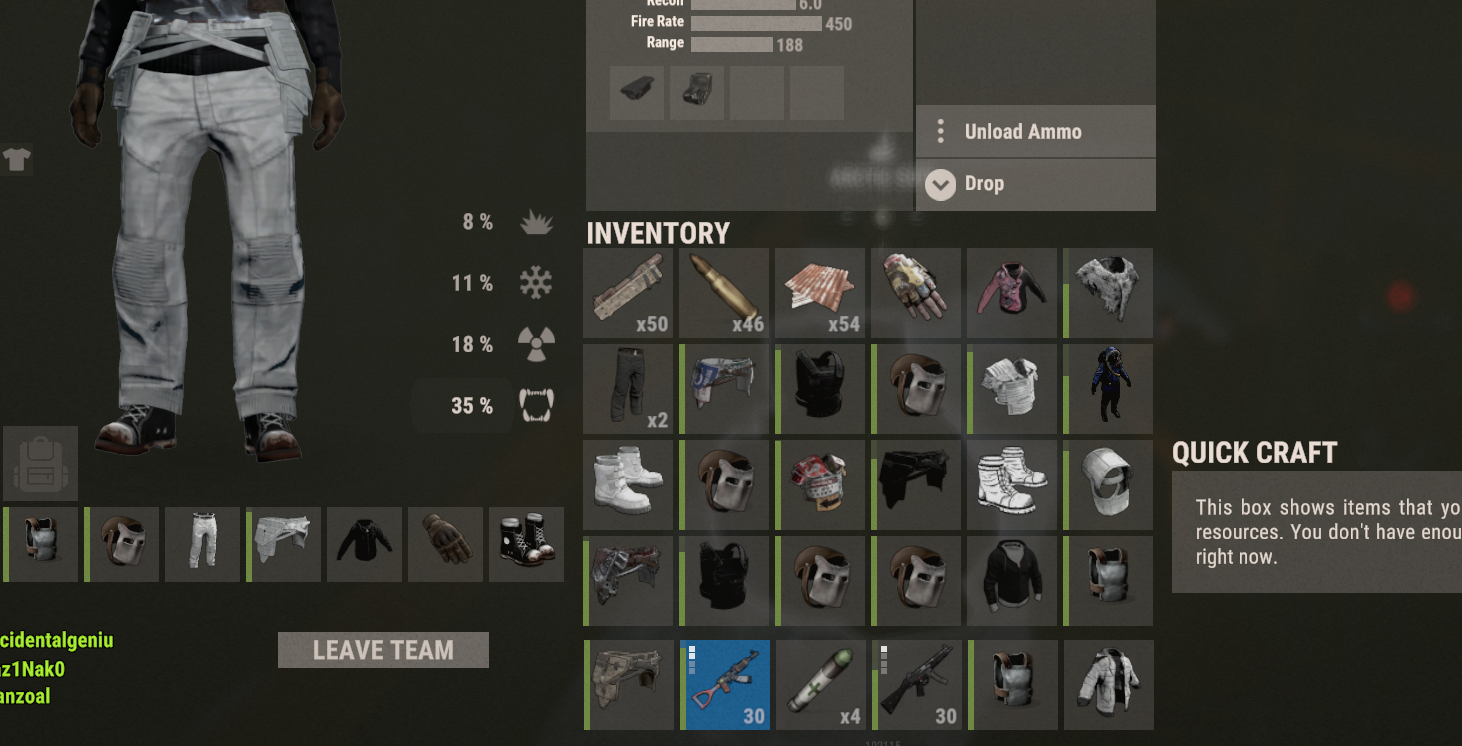 Recoil 6.0
Fire Rate 450
Range 188
Unload Ammo
Drop
8 %
11 %
18 %
35 %
INVENTORY
x50
x46
x54
x2
QUICK CRAFT
This box shows items that yo
resources. You don't have enou
right now.
30
x4
30
cidentalgeniu
az1Nak0
anzoal
LEAVE TEAM